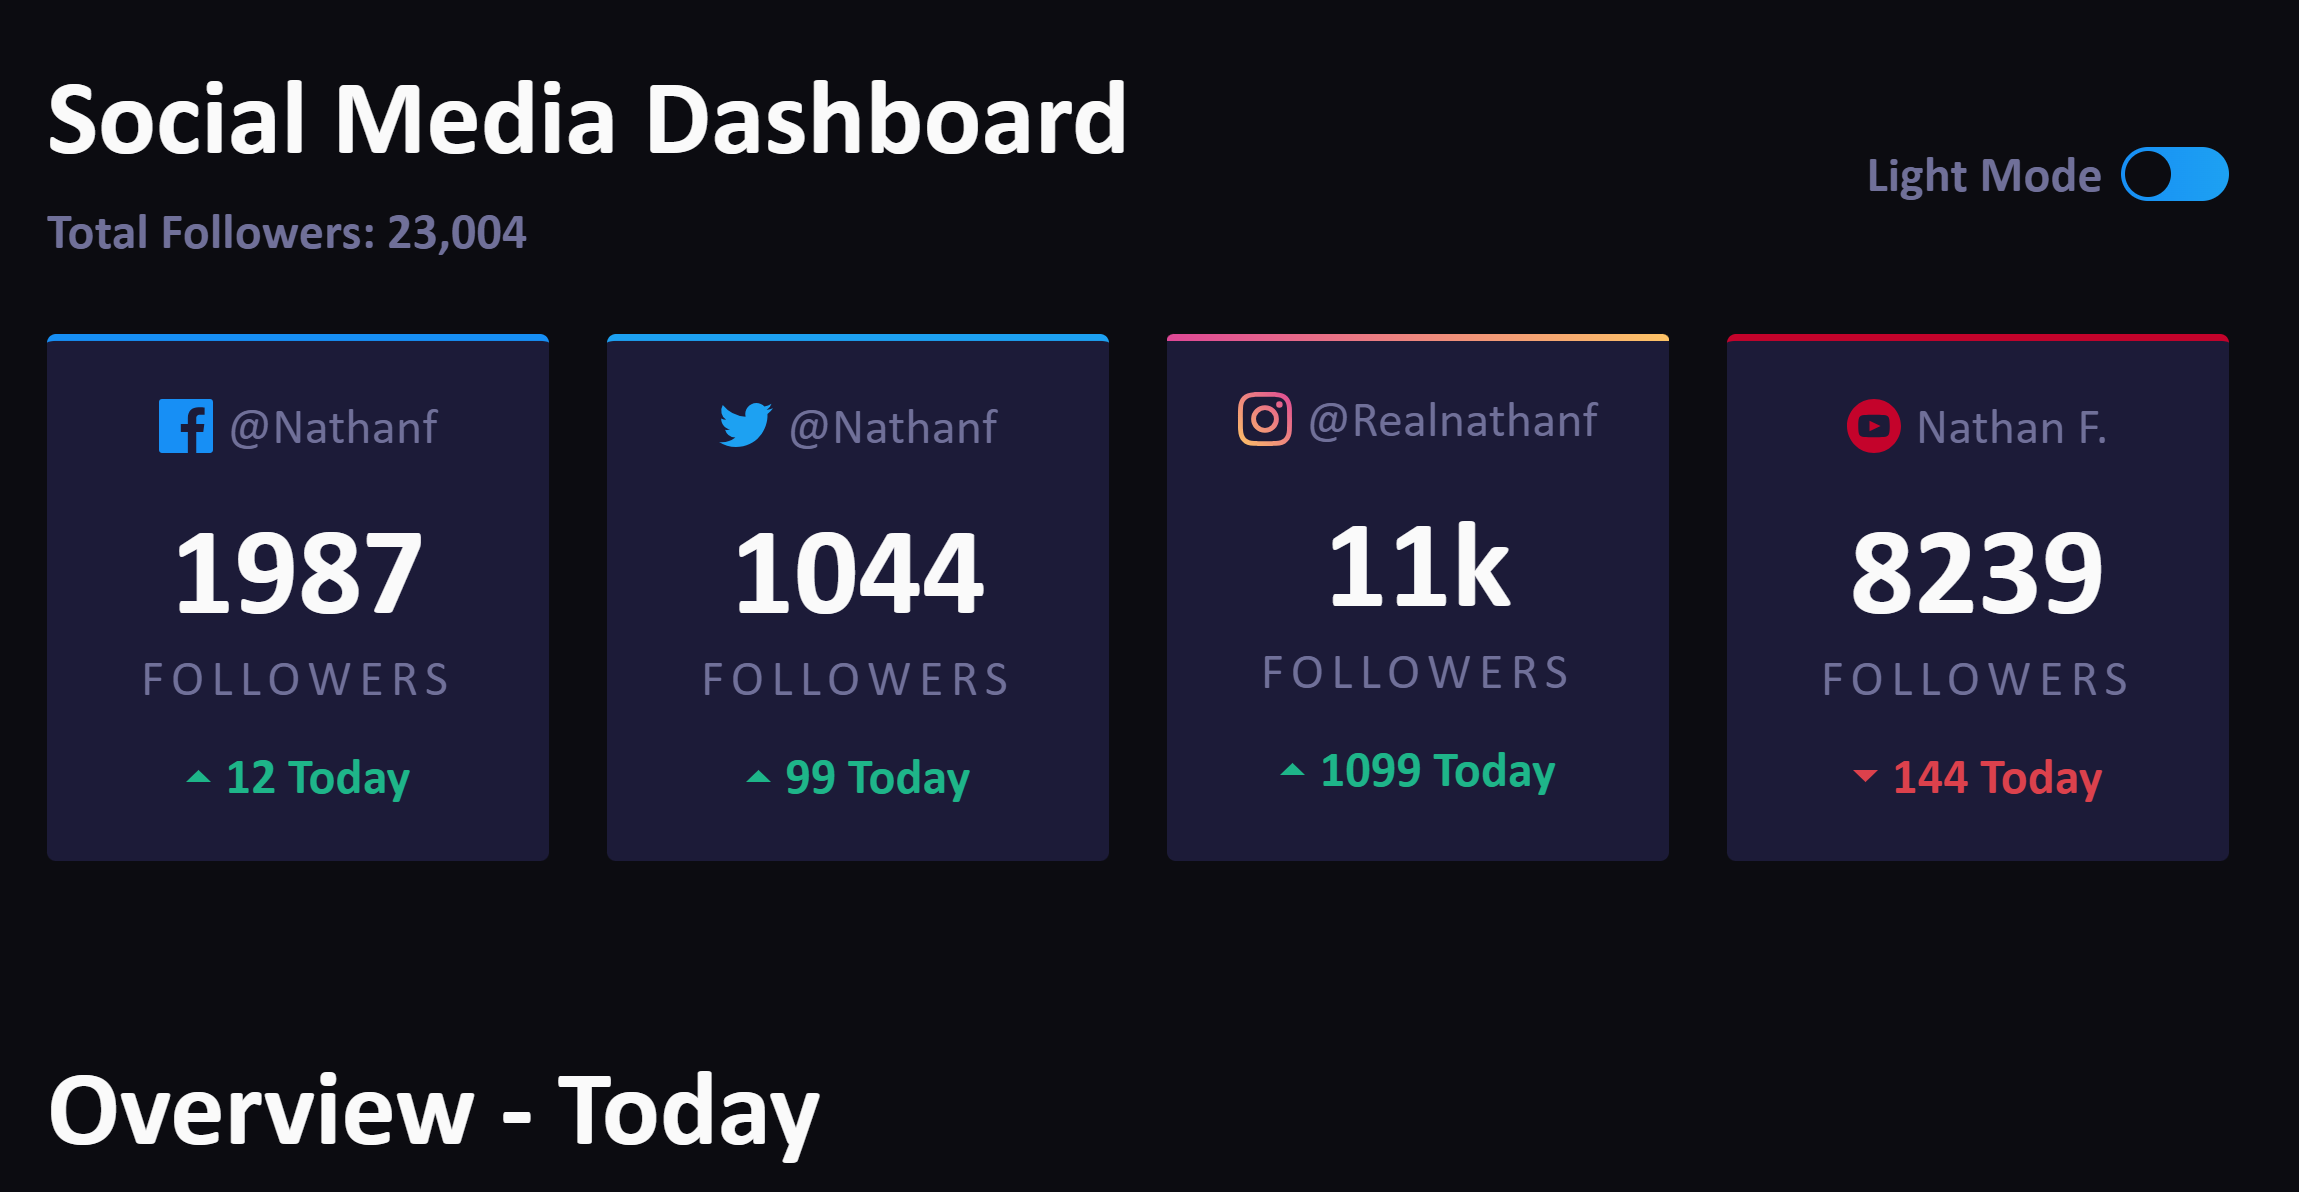 Social Media Dashboard
Total Followers: 23,004
Light Mode
@Nathanf
1987
FOLLOWERS
12 Today
@Nathanf
1044
FOLLOWERS
99 Today
@Realnathanf
11k
FOLLOWERS
1099 Today
Nathan F.
8239
FOLLOWERS
144 Today
Overview - Today